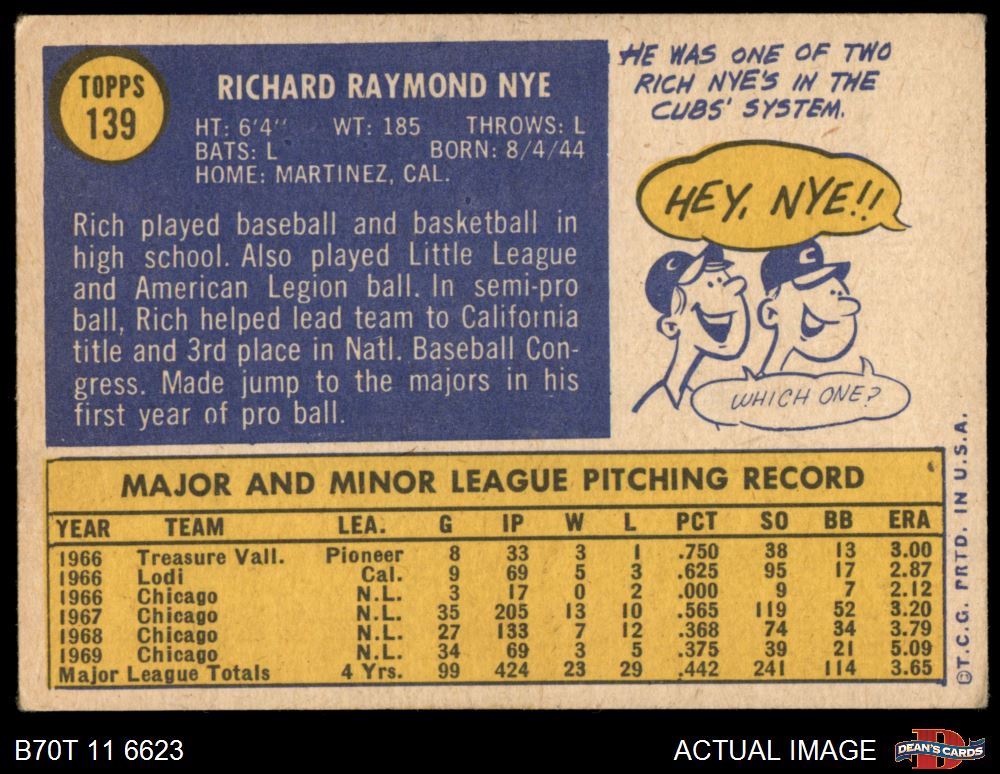 TOPPS
139
RICHARD RAYMOND NYE
HT: 6'4" WT: 185 THROWS: L
BATS: L BORN: 8/4/44
HOME: MARTINEZ, CAL.
Rich played baseball and basketball in
high school. Also played Little League
and American Legion ball. In semi-pro
ball, Rich helped lead team to California
title and 3rd place in Natl. Baseball Con-
gress. Made jump to the majors in his
first year of pro ball.
HE WAS ONE OF TWO
RICH NYE'S IN THE
CUBS' SYSTEM.
HEY, NYE!!
C
C
WHICH ONE?
MAJOR AND MINOR LEAGUE PITCHING RECORD
YEAR TEAM LEA. G IP W L PCT SO BB ERA
1966 Treasure Vall. Pioneer 8 33 3 1 .750 38 13 3.00
1966 Lodi Cal. 9 69 5 3 .625 95 17 2.87
1966 Chicago N.L. 3 17 0 2 .000 9 7 2.12
1967 Chicago N.L. 35 205 13 10 .565 119 52 3.20
1968 Chicago N.L. 27 133 7 12 .368 74 34 3.79
1969 Chicago N.L. 34 69 3 5 .375 39 21 5.09
Major League Totals 4 Yrs. 99 424 23 29 .442 241 114 3.65
©T.C.G. PRTD. IN U.S.A.
B70T 11 6623
ACTUAL IMAGE
D
DEAN'S CARDS